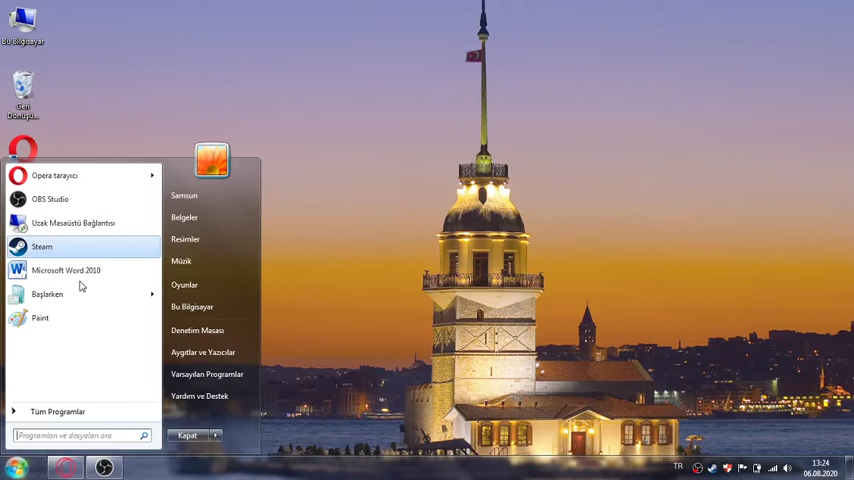 Bu Bilgisayar
Geri
Dönüşü...
Opera tarayıcı
OBS Studio
Uzak Masaüstü Bağlantısı
Steam
Microsoft Word 2010
Başlarken
Paint
Tüm Programlar
Programları ve dosyaları ara
Samsun
Belgeler
Resimler
Müzik
Oyunlar
Bu Bilgisayar
Denetim Masası
Aygıtlar ve Yazıcılar
Varsayılan Programlar
Yardım ve Destek
Kapat
TR
13:24
06.08.2020